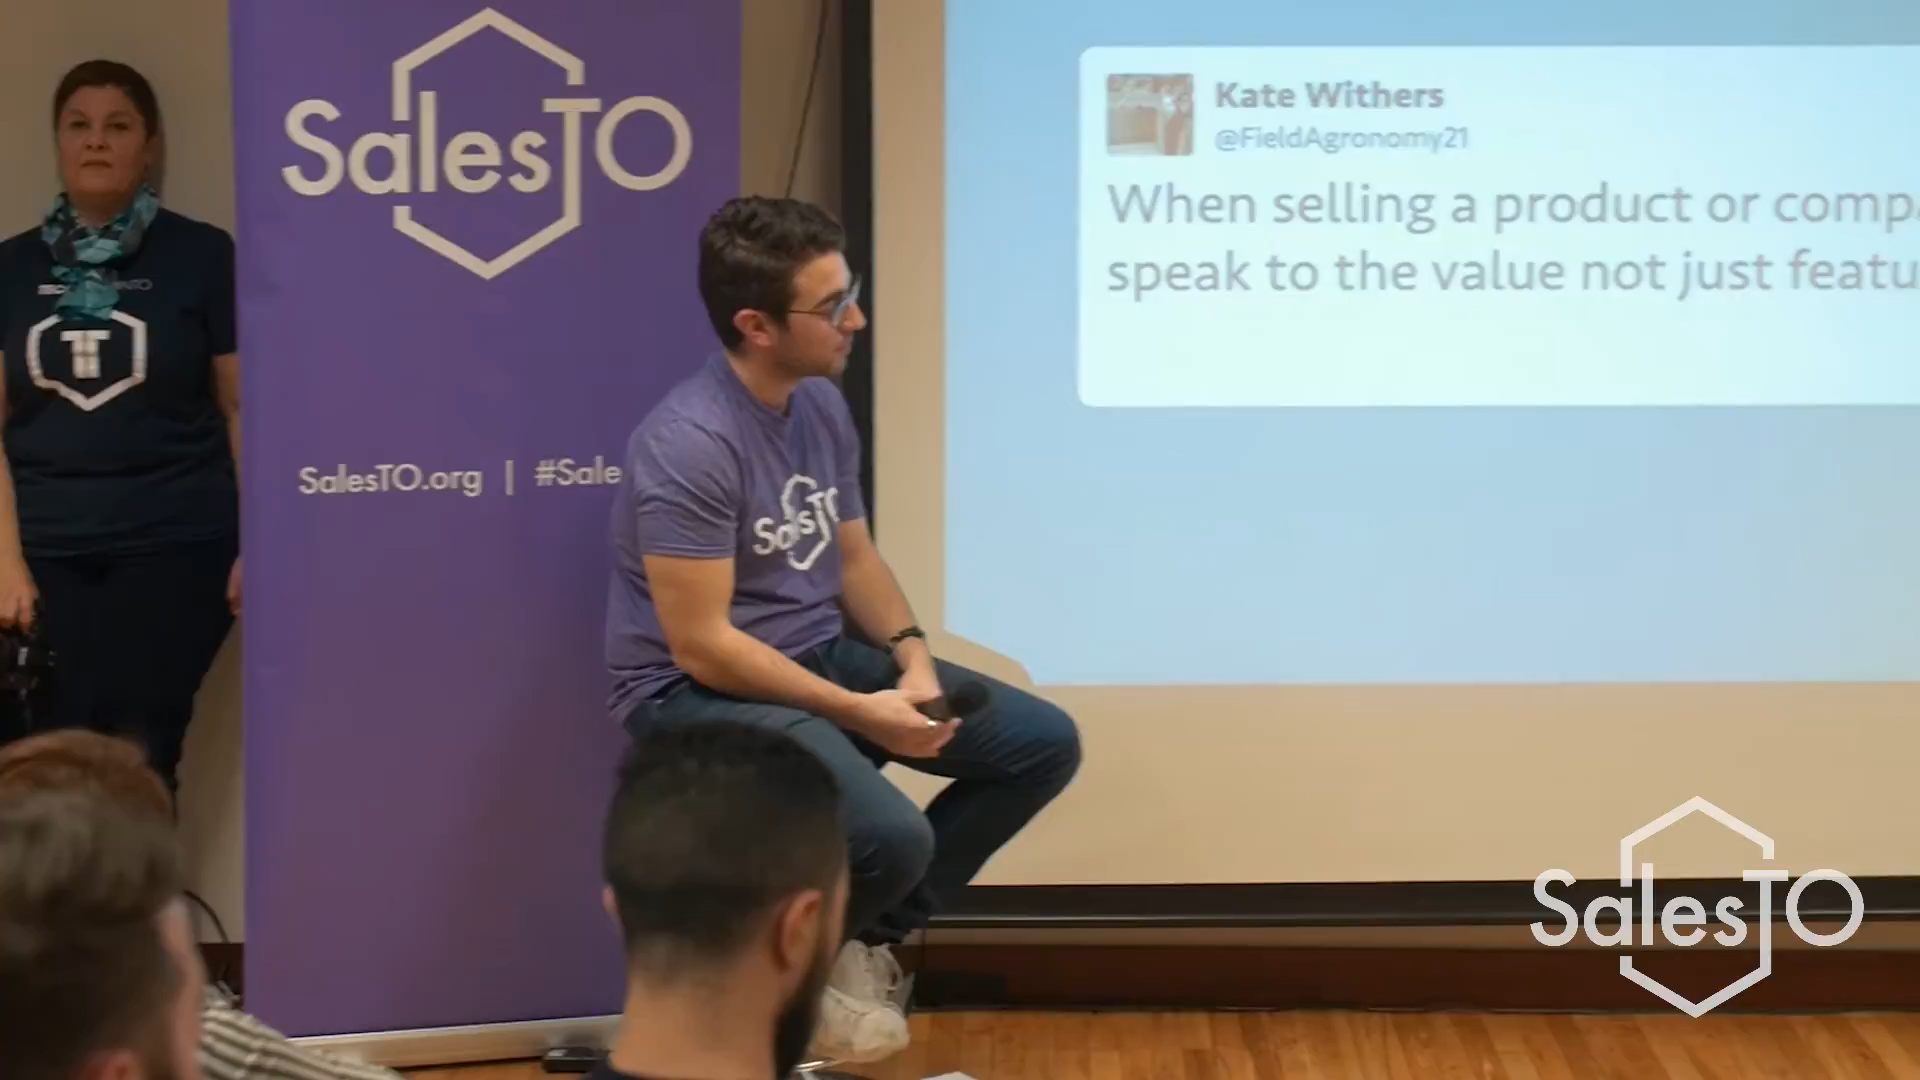 SalesTO
SalesTO.org | #Sale
Kate Withers
@FieldAgronomy21
When selling a product or comp
speak to the value not just featu
SalesTO
SalesTO